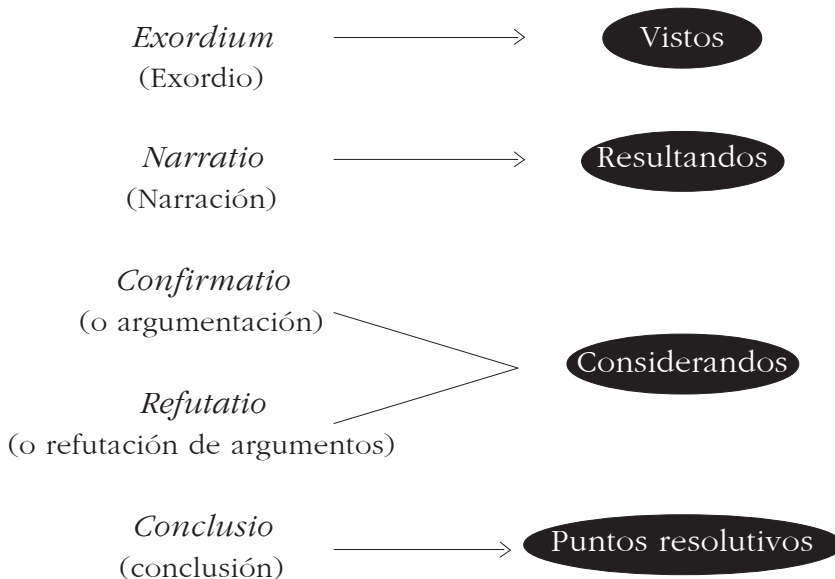 Exordium
(Exordio)
Vistos
Narratio
(Narración)
Resultandos
Confirmatio
(o argumentación)
Refutatio
(o refutación de argumentos)
Considerandos
Conclusio
(conclusión)
Puntos resolutivos